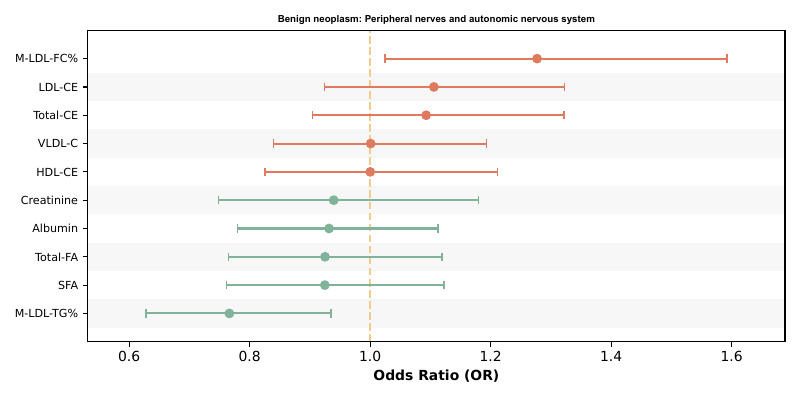 Benign neoplasm: Peripheral nerves and autonomic nervous system
M-LDL-FC%
LDL-CE
Total-CE
VLDL-C
HDL-CE
Creatinine
Albumin
Total-FA
SFA
M-LDL-TG%
0.6 0.8 1.0 1.2 1.4 1.6
Odds Ratio (OR)